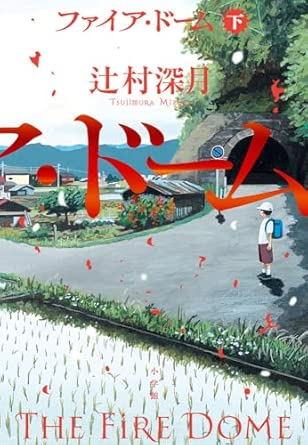 ファイア・ドーム 下
辻村深月
TSUJIMURA MI
ア・ドーム
小学館
THE FIRE DOME